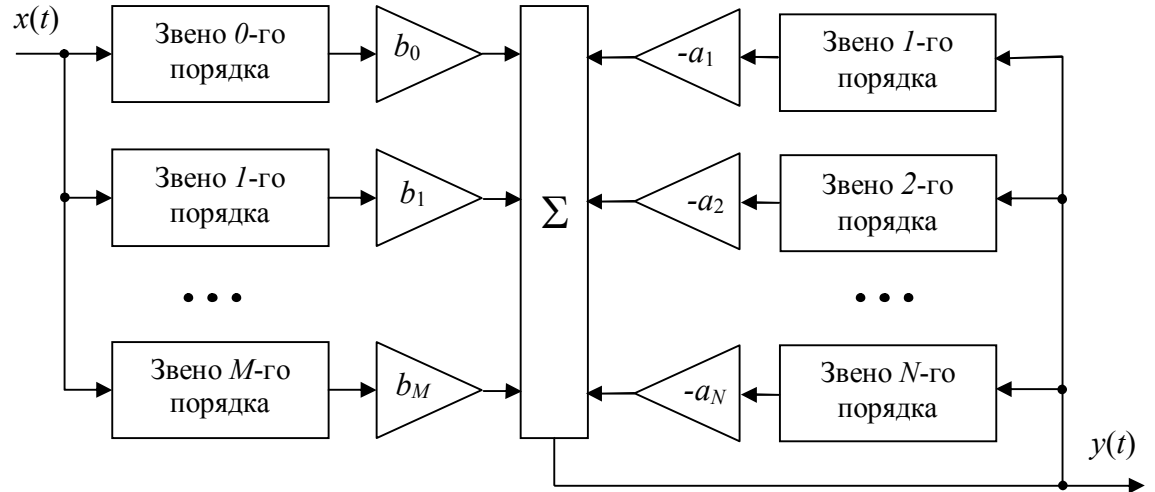 x(t)
Звено 0-го
порядка
b0
-a1
Звено 1-го
порядка
Звено 1-го
порядка
b1
Σ
-a2
Звено 2-го
порядка
• • •
• • •
Звено M-го
порядка
bM
-aN
Звено N-го
порядка
y(t)